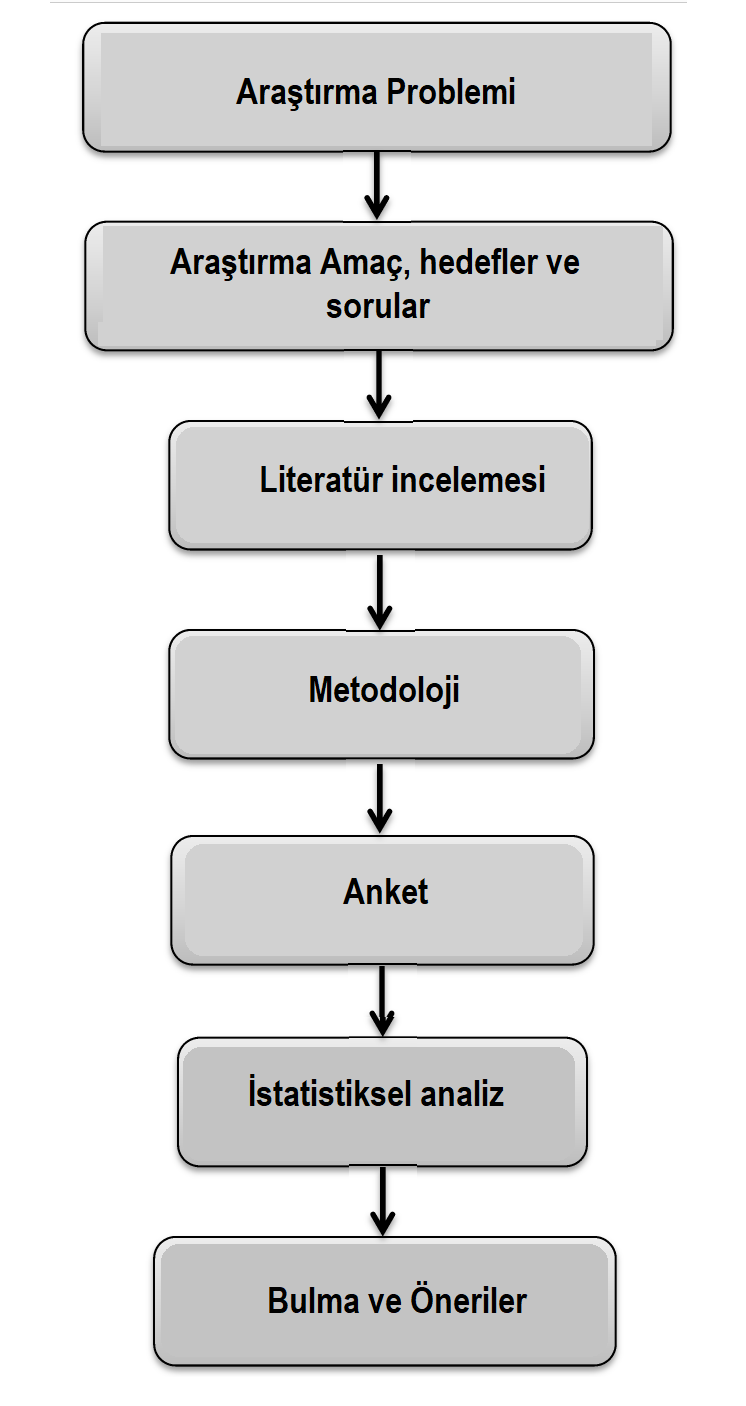 Araştırma Problemi
Araştırma Amaç, hedefler ve
sorular
Literatür incelemesi
Metodoloji
Anket
İstatistiksel analiz
Bulma ve Öneriler